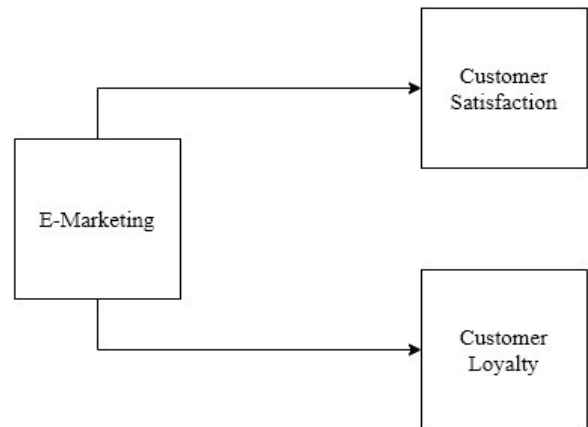 Customer
Satisfaction
E-Marketing
Customer
Loyalty